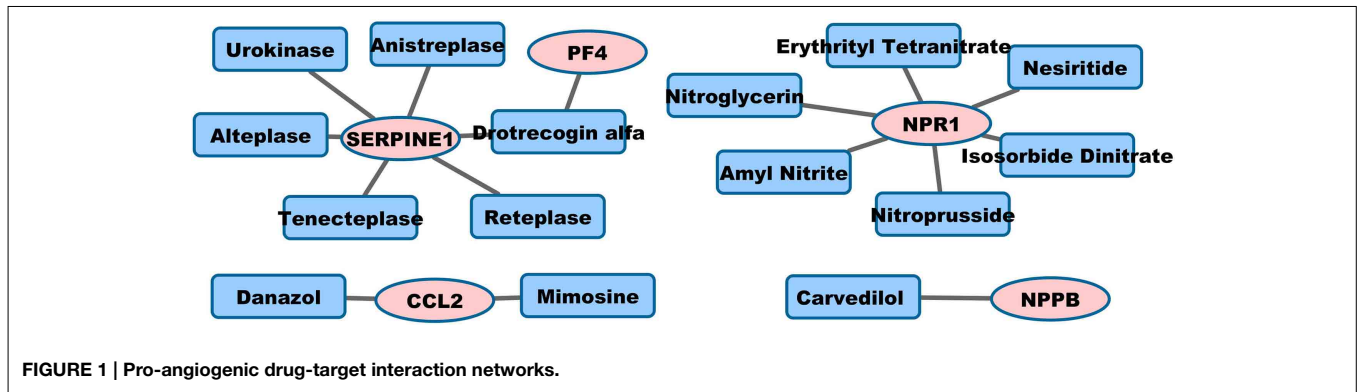 Urokinase
Anistreplase
PF4
Alteplase
SERPINE1
Drotrecogin alfa
Tenecteplase
Reteplase
Erythrityl Tetranitrate
Nesiritide
Nitroglycerin
NPR1
Amyl Nitrite
Isosorbide Dinitrate
Nitroprusside
Danazol
CCL2
Mimosine
Carvedilol
NPPB
FIGURE 1 | Pro-angiogenic drug-target interaction networks.